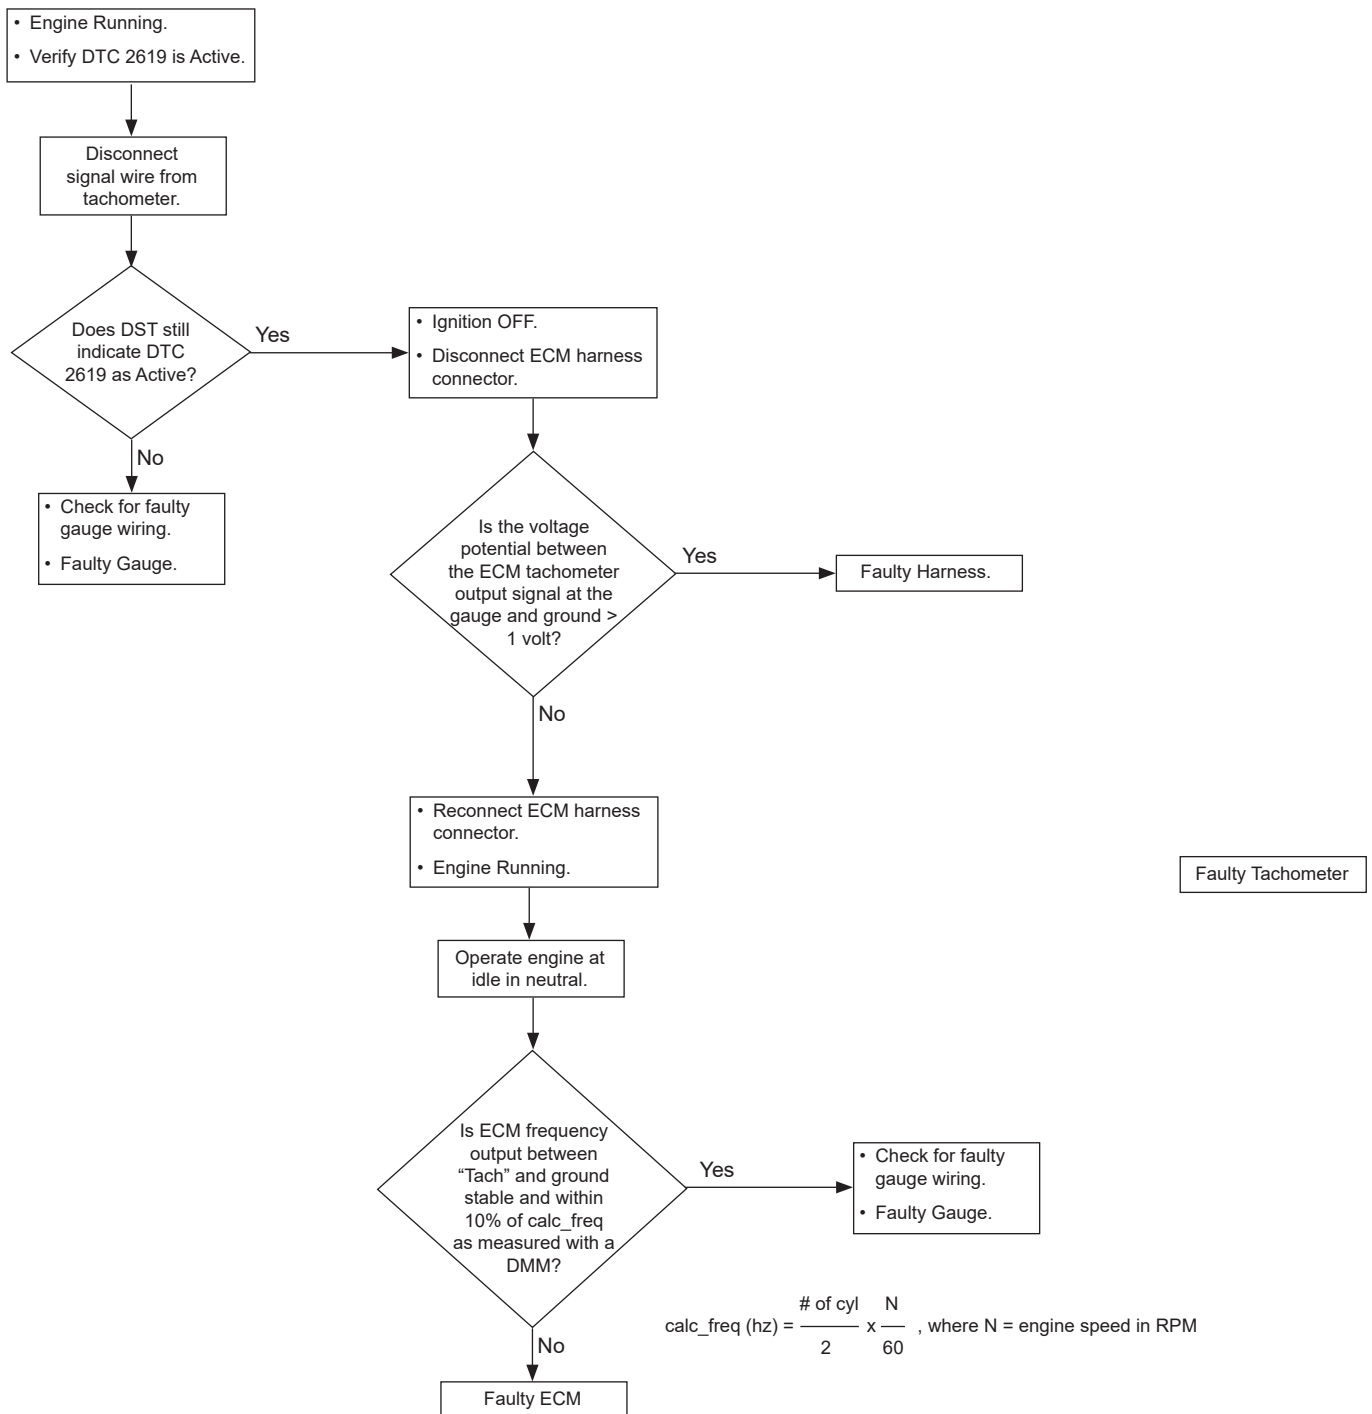 • Engine Running.
• Verify DTC 2619 is Active.
Disconnect
signal wire from
tachometer.
Does DST still
indicate DTC
2619 as Active?
Yes
No
• Check for faulty
gauge wiring.
• Faulty Gauge.
• Ignition OFF.
• Disconnect ECM harness
connector.
Is the voltage
potential between
the ECM tachometer
output signal at the
gauge and ground >
1 volt?
Yes
Faulty Harness.
No
• Reconnect ECM harness
connector.
• Engine Running.
Faulty Tachometer
Operate engine at
idle in neutral.
Is ECM frequency
output between
“Tach” and ground
stable and within
10% of calc_freq
as measured with a
DMM?
Yes
• Check for faulty
gauge wiring.
• Faulty Gauge.
No
Faulty ECM
# of cyl N
calc_freq (hz) = x , where N = engine speed in RPM
2 60